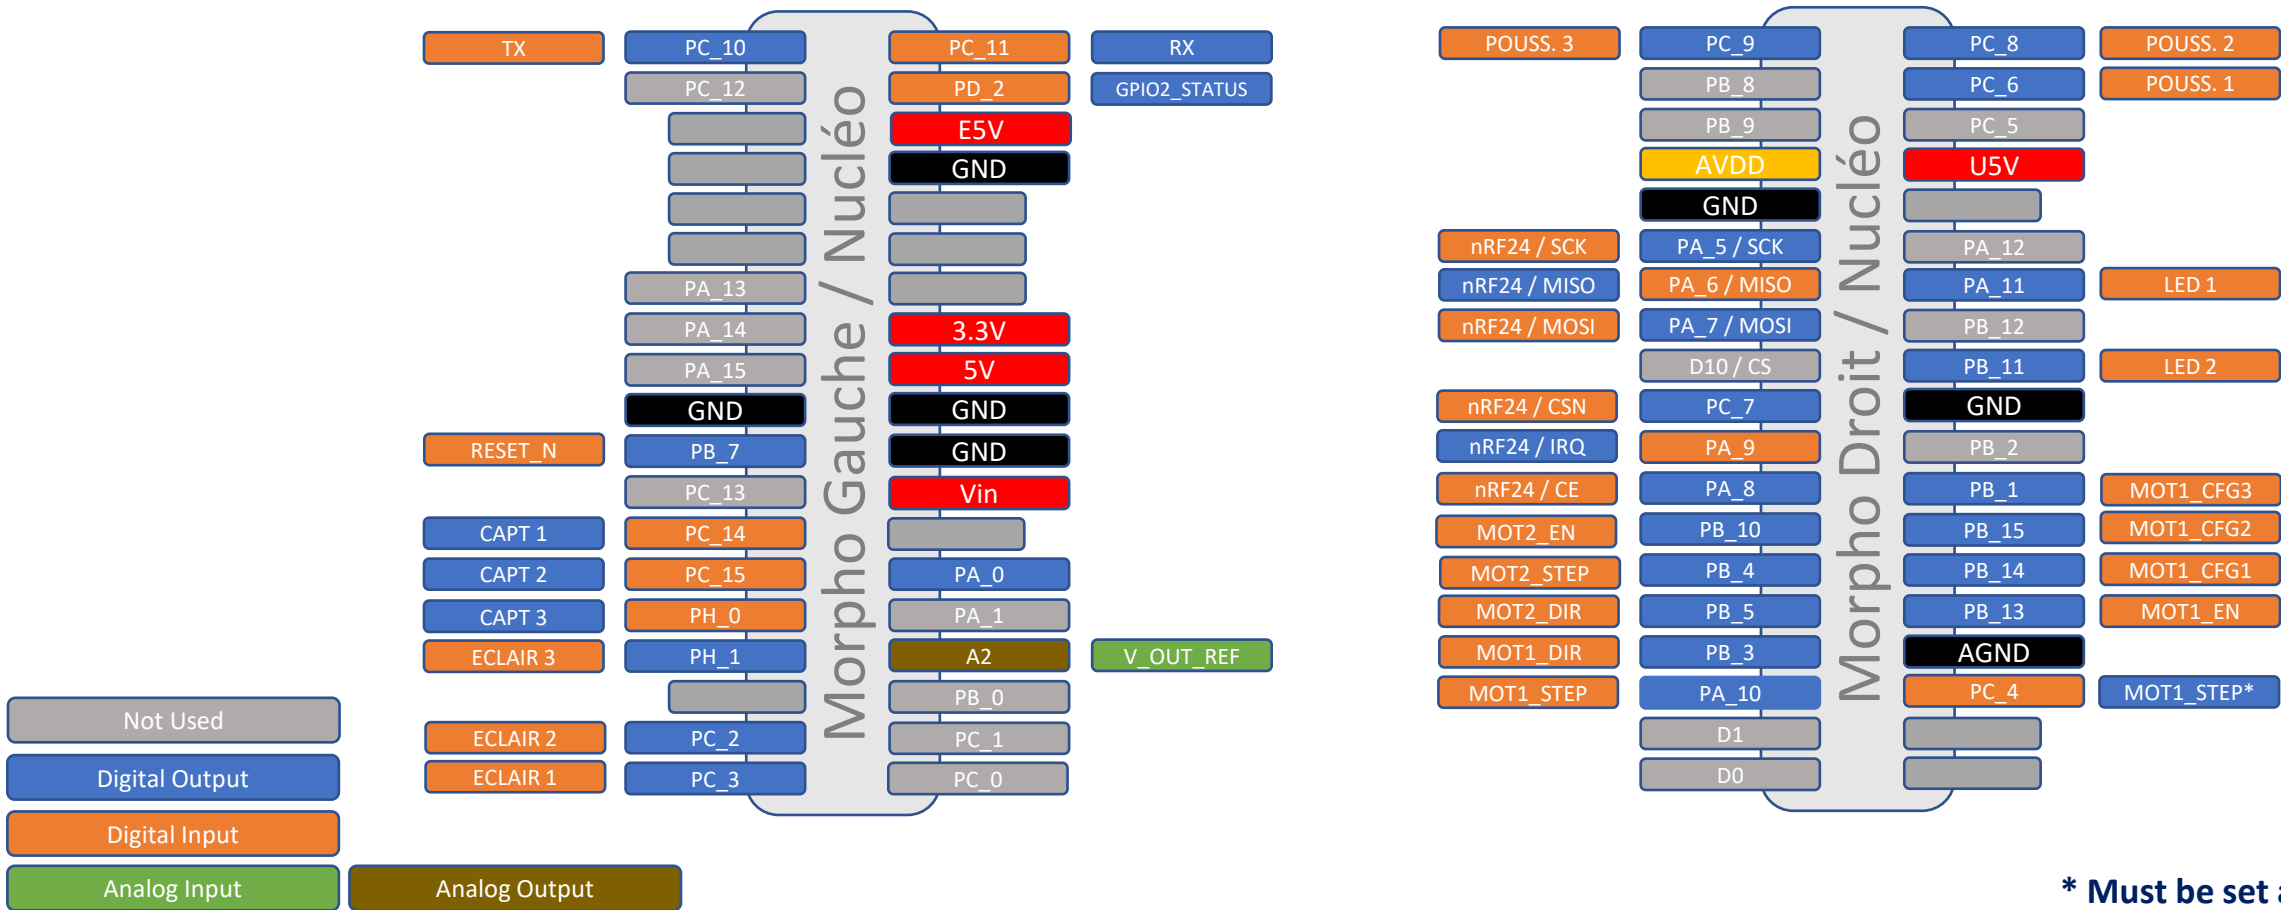 TX PC_10 PC_11 RX
PC_12 PD_2 GPIO2_STATUS
E5V
GND
PA_13
PA_14 3.3V
PA_15 5V
GND GND
RESET_N PB_7 GND
PC_13 Vin
CAPT 1 PC_14
CAPT 2 PC_15 PA_0
CAPT 3 PH_0 PA_1
ECLAIR 3 PH_1 A2 V_OUT_REF
PB_0
ECLAIR 2 PC_2 PC_1
ECLAIR 1 PC_3 PC_0
Morpho Gauche / Nucléo
POUSS. 3 PC_9 PC_8 POUSS. 2
PB_8 PC_6 POUSS. 1
PB_9 PC_5
AVDD U5V
GND
nRF24 / SCK PA_5 / SCK PA_12
nRF24 / MISO PA_6 / MISO PA_11 LED 1
nRF24 / MOSI PA_7 / MOSI PB_12
D10 / CS PB_11 LED 2
nRF24 / CSN PC_7 GND
nRF24 / IRQ PA_9 PB_2
nRF24 / CE PA_8 PB_1 MOT1_CFG3
MOT2_EN PB_10 PB_15 MOT1_CFG2
MOT2_STEP PB_4 PB_14 MOT1_CFG1
MOT2_DIR PB_5 PB_13 MOT1_EN
MOT1_DIR PB_3 AGND
MOT1_STEP PA_10 PC_4 MOT1_STEP*
D1
D0
Morpho Droit / Nucléo
Not Used
Digital Output
Digital Input
Analog Input Analog Output
* Must be set